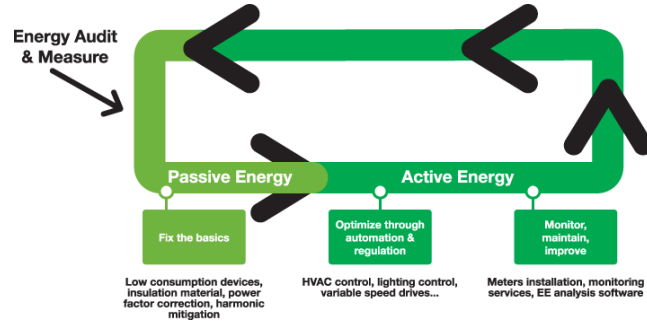 Energy Audit
& Measure
Passive Energy
Active Energy
Fix the basics
Optimize through
automation &
regulation
Monitor,
maintain,
improve
Low consumption devices,
insulation material, power
factor correction, harmonic
mitigation
HVAC control, lighting control,
variable speed drives...
Meters installation, monitoring
services, EE analysis software